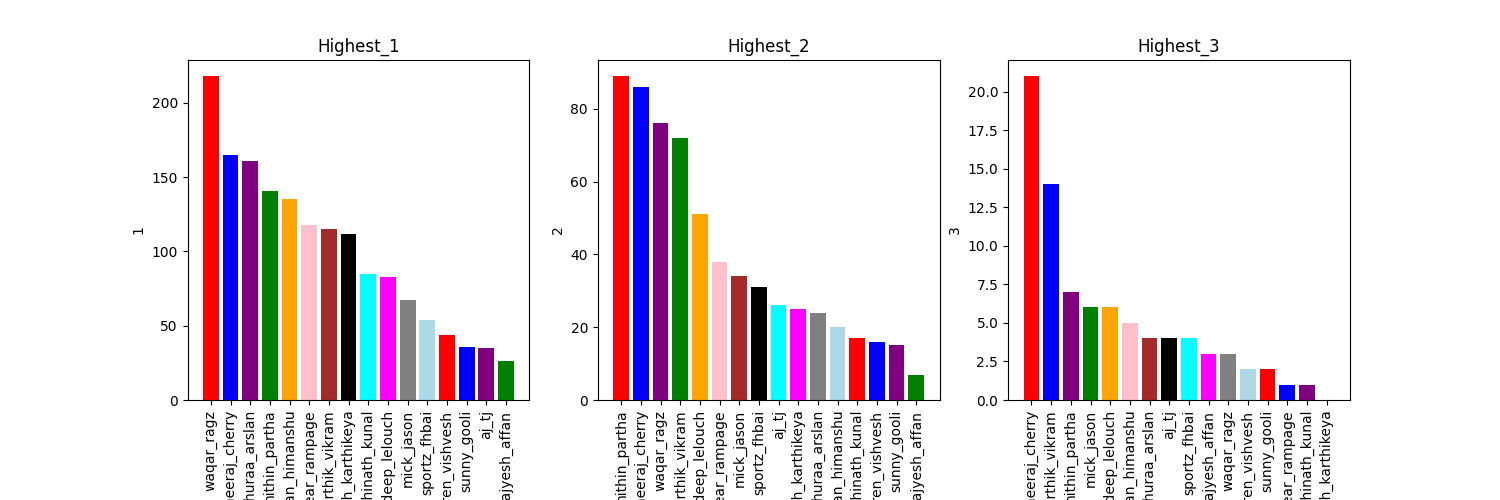 Highest_1
1
200
150
100
50
0
waqar_ragz
eeraj_cherry
huraa_arslan
ithin_partha
an_himanshu
ear_rampage
rthik_vikram
h_karthikeya
hinath_kunal
deep_lelouch
mick_jason
sportz_fhbai
ren_vishvesh
sunny_gooli
aj_tj
ajyesh_affan
Highest_2
2
80
60
40
20
0
nithin_partha
eeraj_cherry
waqar_ragz
rthik_vikram
deep_lelouch
ear_rampage
mick_jason
sportz_fhbai
aj_tj
h_karthikeya
huraa_arslan
an_himanshu
hinath_kunal
ren_vishvesh
sunny_gooli
ajyesh_affan
Highest_3
3
20.0
17.5
15.0
12.5
10.0
7.5
5.0
2.5
0.0
eeraj_cherry
rthik_vikram
nithin_partha
mick_jason
deep_lelouch
an_himanshu
huraa_arslan
aj_tj
sportz_fhbai
ajyesh_affan
waqar_ragz
ren_vishvesh
sunny_gooli
ear_rampage
hinath_kunal
h_karthikeya